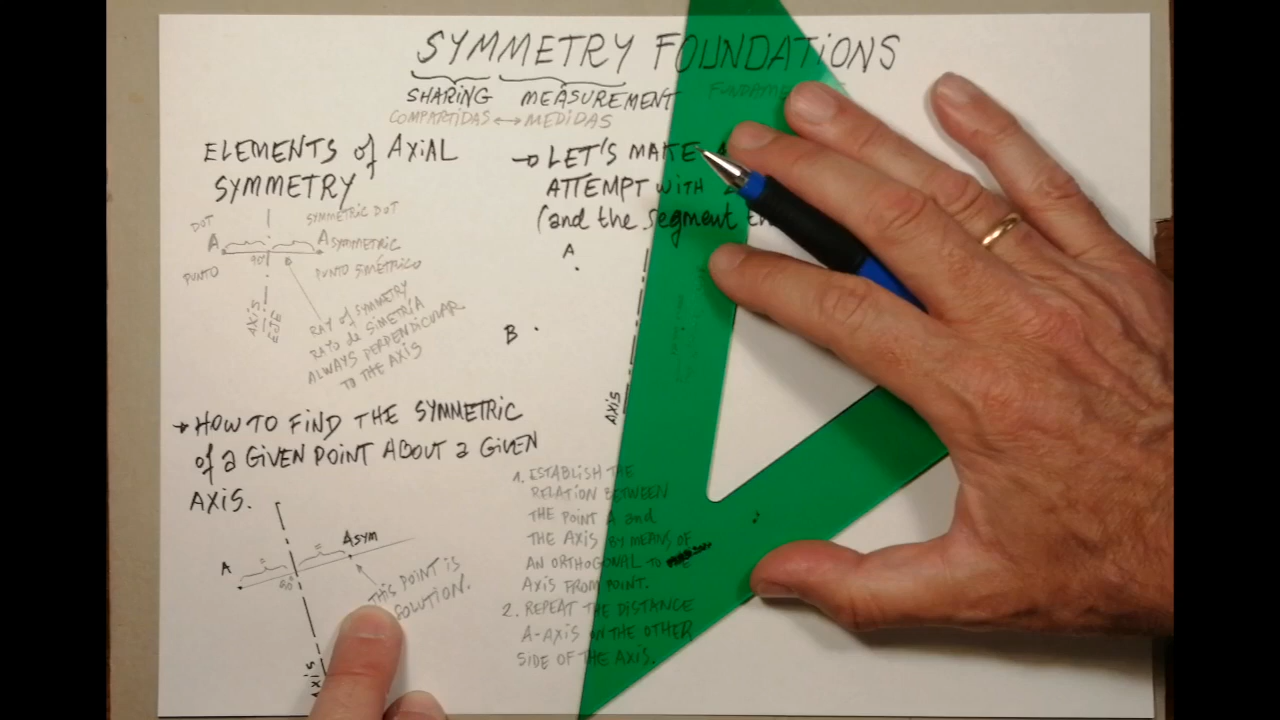 SYMMETRY FOUNDATIONS
SHARING MEASUREMENT
COMPARTIDAS ↔ MEDIDAS
ELEMENTS of AXIAL
SYMMETRY
DOT
SYMMETRIC DOT
A
A SYMMETRIC
90°
PUNTO
PUNTO SIMÉTRICO
AXIS
EJE
RAY of SYMMETRY
RAYO de SIMETRÍA
ALWAYS PERPENDICULAR
TO THE AXIS
→ HOW TO FIND THE SYMMETRIC
of a GIVEN POINT ABOUT a GIVEN
AXIS.
A
=
=
ASYM
90°
THIS POINT IS
SOLUTION.
AXIS
→ LET'S MAKE
ATTEMPT WITH 2
(and the segment
A
B
AXIS
1. ESTABLISH THE
RELATION BETWEEN
THE POINT A and
THE AXIS BY MEANS OF
AN ORTHOGONAL TO
AXIS FROM POINT.
2. REPEAT THE DISTANCE
A-AXIS ON THE OTHER
SIDE OF THE AXIS.